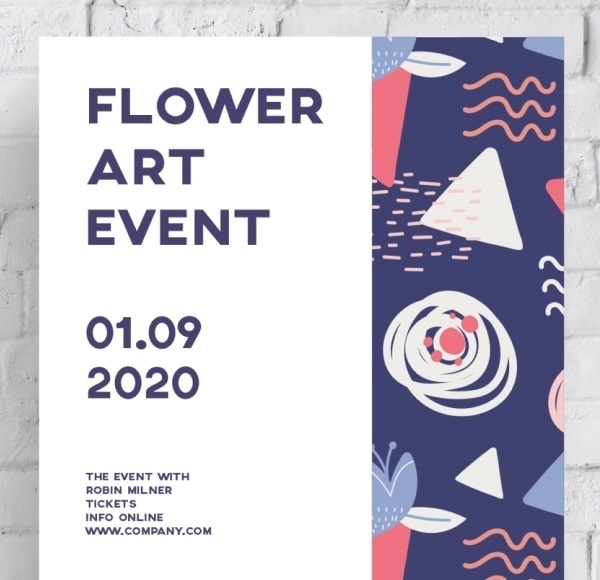 FLOWER
ART
EVENT
01.09
2020
THE EVENT WITH
ROBIN MILNER
TICKETS
INFO ONLINE
WWW.COMPANY.COM